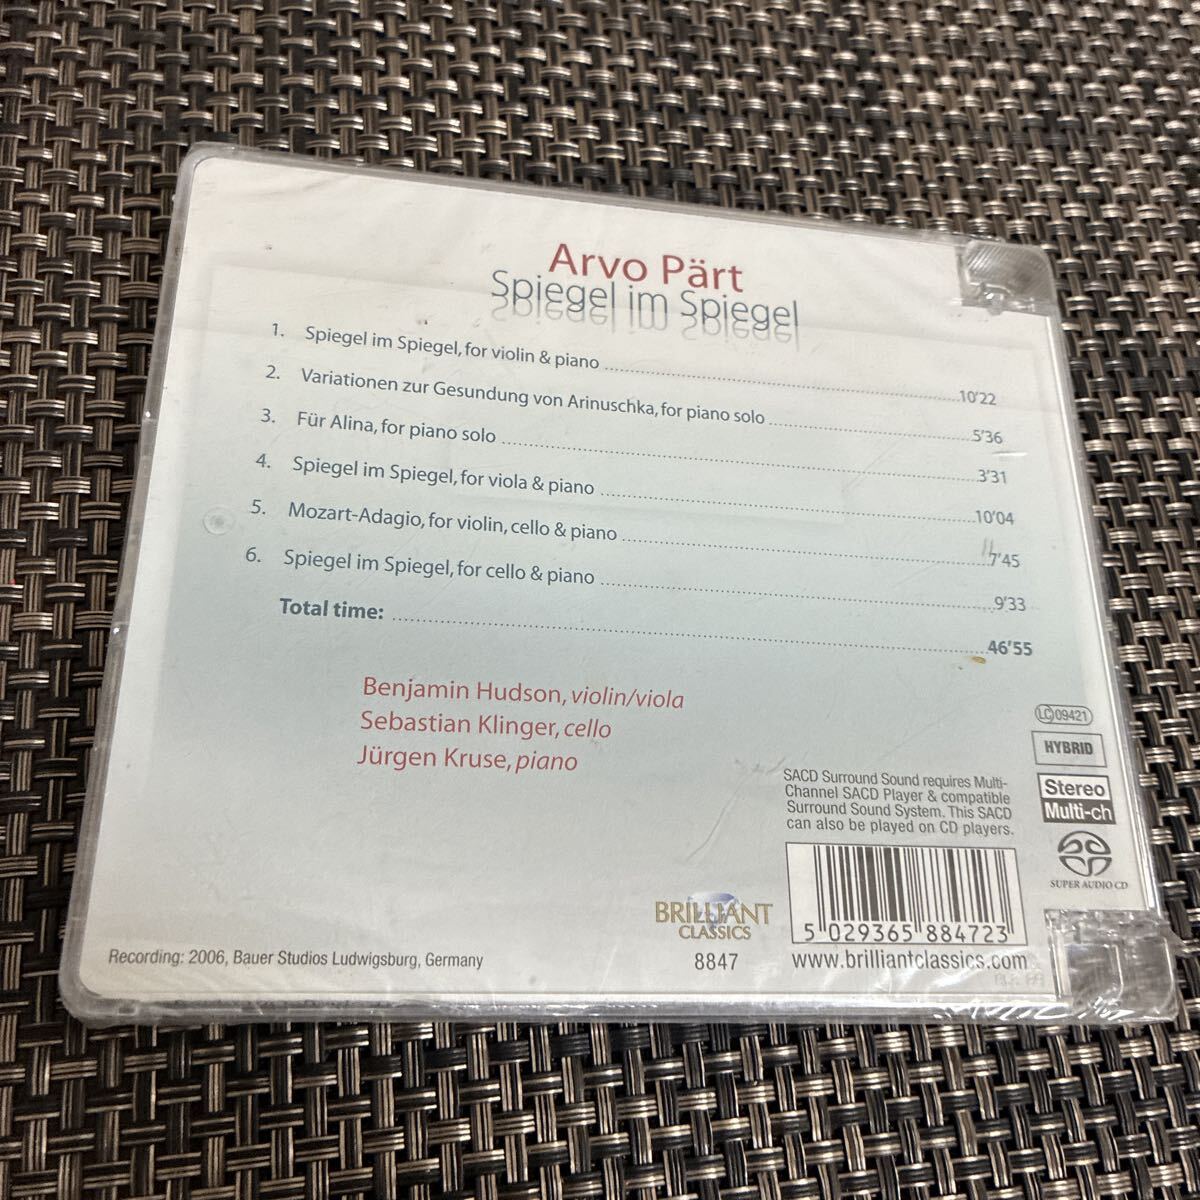 Arvo Pärt
Spiegel im Spiegel
1. Spiegel im Spiegel, for violin & piano 10'22
2. Variationen zur Gesundung von Arinuschka, for piano solo 5'36
3. Für Alina, for piano solo 3'31
4. Spiegel im Spiegel, for viola & piano 10'04
5. Mozart-Adagio, for violin, cello & piano 7'45
6. Spiegel im Spiegel, for cello & piano 9'33
Total time: 46'55
Benjamin Hudson, violin/viola
Sebastian Klinger, cello
Jürgen Kruse, piano
LC 09421
HYBRID
Stereo
Multi-ch
SUPER AUDIO CD
SACD Surround Sound requires Multi-
Channel SACD Player & compatible
Surround Sound System. This SACD
can also be played on CD players.
BRILLIANT
CLASSICS
8847
5 029365 884723
www.brilliantclassics.com
Recording: 2006, Bauer Studios Ludwigsburg, Germany